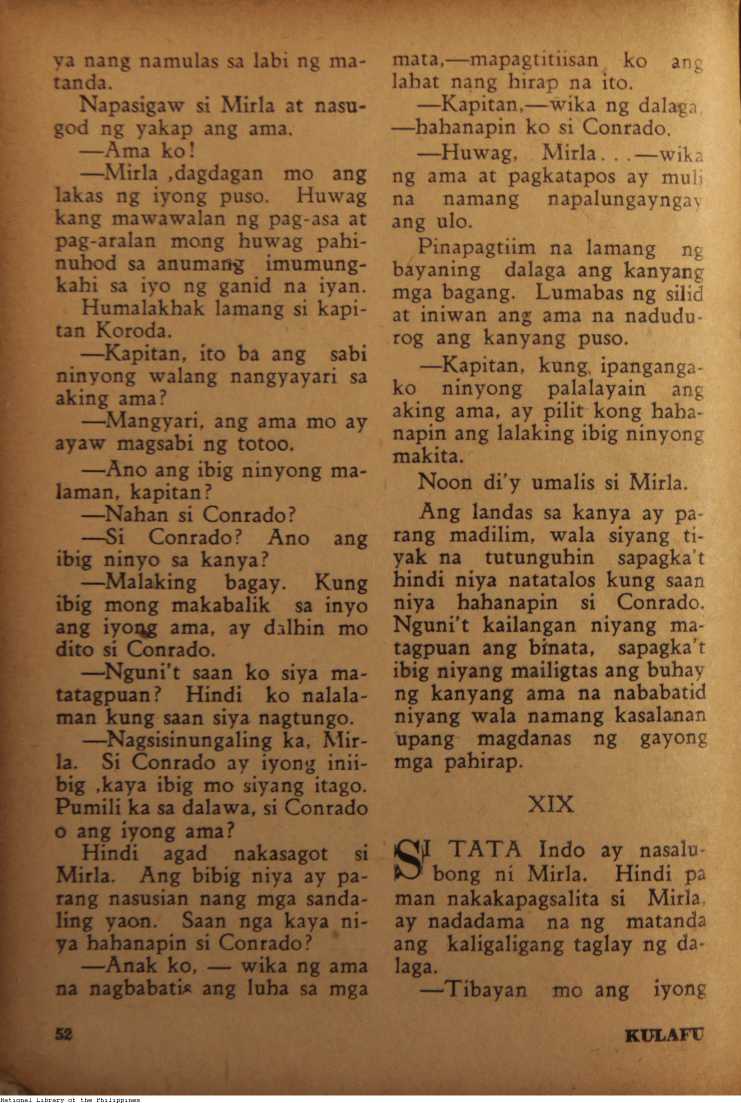 ya nang namulas sa labi ng ma-
tanda.
Napasigaw si Mirla at nasu-
god ng yakap ang ama.
—Ama ko!
—Mirla ,dagdagan mo ang
lakas ng iyong puso. Huwag
kang mawawalan ng pag-asa at
pag-aralan mong huwag pahi-
nuhod sa anumang imumung-
kahi sa iyo ng ganid na iyan.
Humalakhak lamang si kapi-
tan Koroda.
—Kapitan, ito ba ang sabi
ninyong walang nangyayari sa
aking ama?
—Mangyari, ang ama mo ay
ayaw magsabi ng totoo.
—Ano ang ibig ninyong ma-
laman, kapitan?
—Nahan si Conrado?
—Si Conrado? Ano ang
ibig ninyo sa kanya?
—Malaking bagay. Kung
ibig mong makabalik sa inyo
ang iyong ama, ay dalhin mo
dito si Conrado.
—Nguni't saan ko siya ma-
tatagpuan? Hindi ko nalala-
man kung saan siya nagtungo.
—Nagsisinungaling ka, Mir-
la. Si Conrado ay iyong inii-
big ,kaya ibig mo siyang itago.
Pumili ka sa dalawa, si Conrado
o ang iyong ama?
Hindi agad nakasagot si
Mirla. Ang bibig niya ay pa-
rang nasusian nang mga sanda-
ling yaon. Saan nga kaya ni-
ya hahanapin si Conrado?
—Anak ko, — wika ng ama
na nagbabatis ang luha sa mga
mata,—mapagtitiisan ko ang
lahat nang hirap na ito.
—Kapitan,—wika ng dalaga,
—hahanapin ko si Conrado.
—Huwag, Mirla. . .—wika
ng ama at pagkatapos ay muli
na namang napalungayngay
ang ulo.
Pinapagtiim na lamang ng
bayaning dalaga ang kanyang
mga bagang. Lumabas ng silid
at iniwan ang ama na nadudu-
rog ang kanyang puso.
—Kapitan, kung ipanganga-
ko ninyong palalayain ang
aking ama, ay pilit kong haha-
napin ang lalaking ibig ninyong
makita.
Noon di'y umalis si Mirla.
Ang landas sa kanya ay pa-
rang madilim, wala siyang ti-
yak na tutunguhin sapagka't
hindi niya natatalos kung saan
niya hahanapin si Conrado.
Nguni't kailangan niyang ma-
tagpuan ang binata, sapagka't
ibig niyang mailigtas ang buhay
ng kanyang ama na nababatid
niyang wala namang kasalanan
upang magdanas ng gayong
mga pahirap.
XIX
SI TATA Indo ay nasalu-
bong ni Mirla. Hindi pa
man nakakapagsalita si Mirla,
ay nadadama na ng matanda
ang kaligaligang taglay ng da-
laga.
—Tibayan mo ang iyong
52
KULAFU
National Library of the Philippines